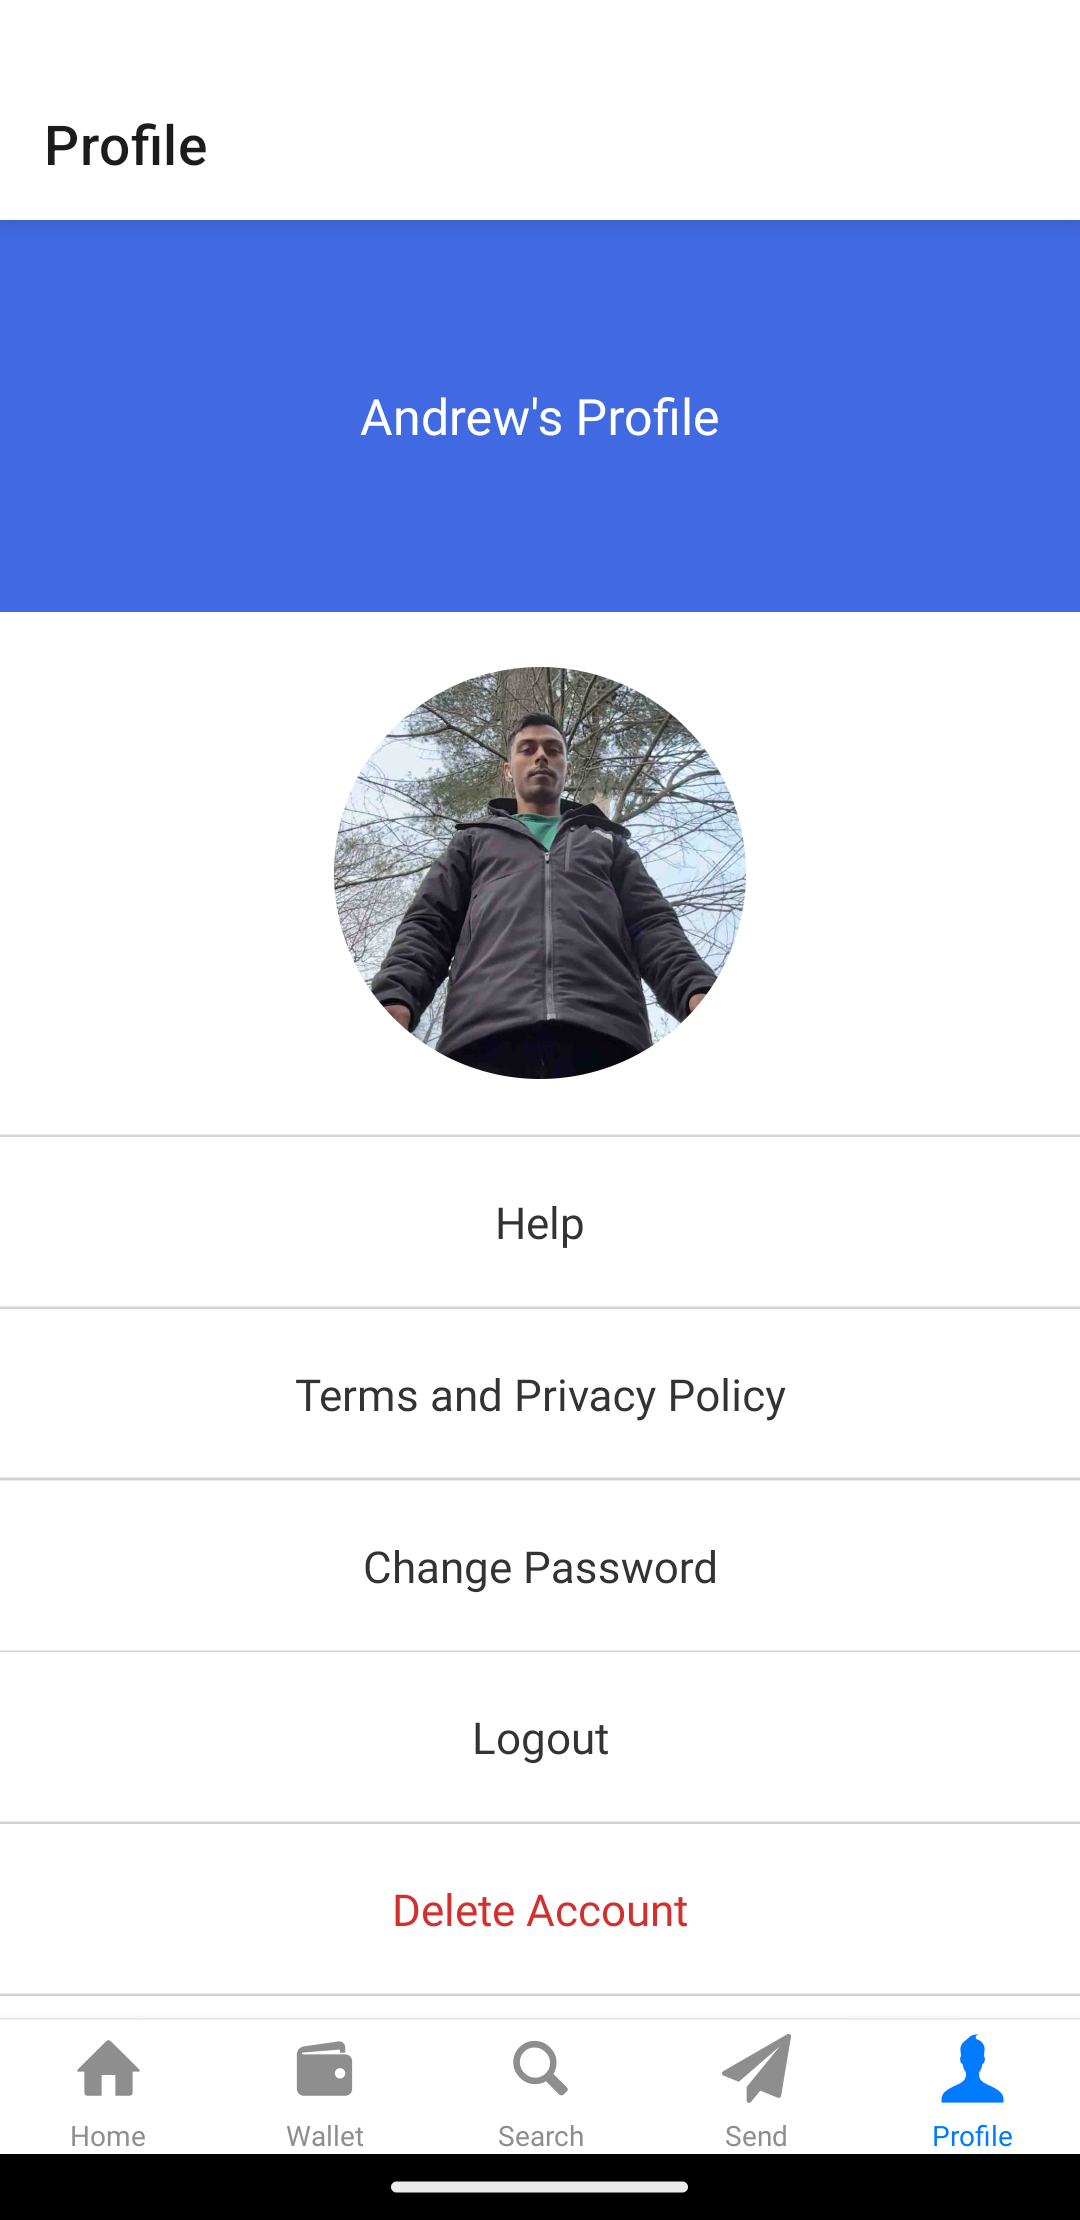 Profile
Andrew's Profile
Help
Terms and Privacy Policy
Change Password
Logout
Delete Account
Home
Wallet
Search
Send
Profile